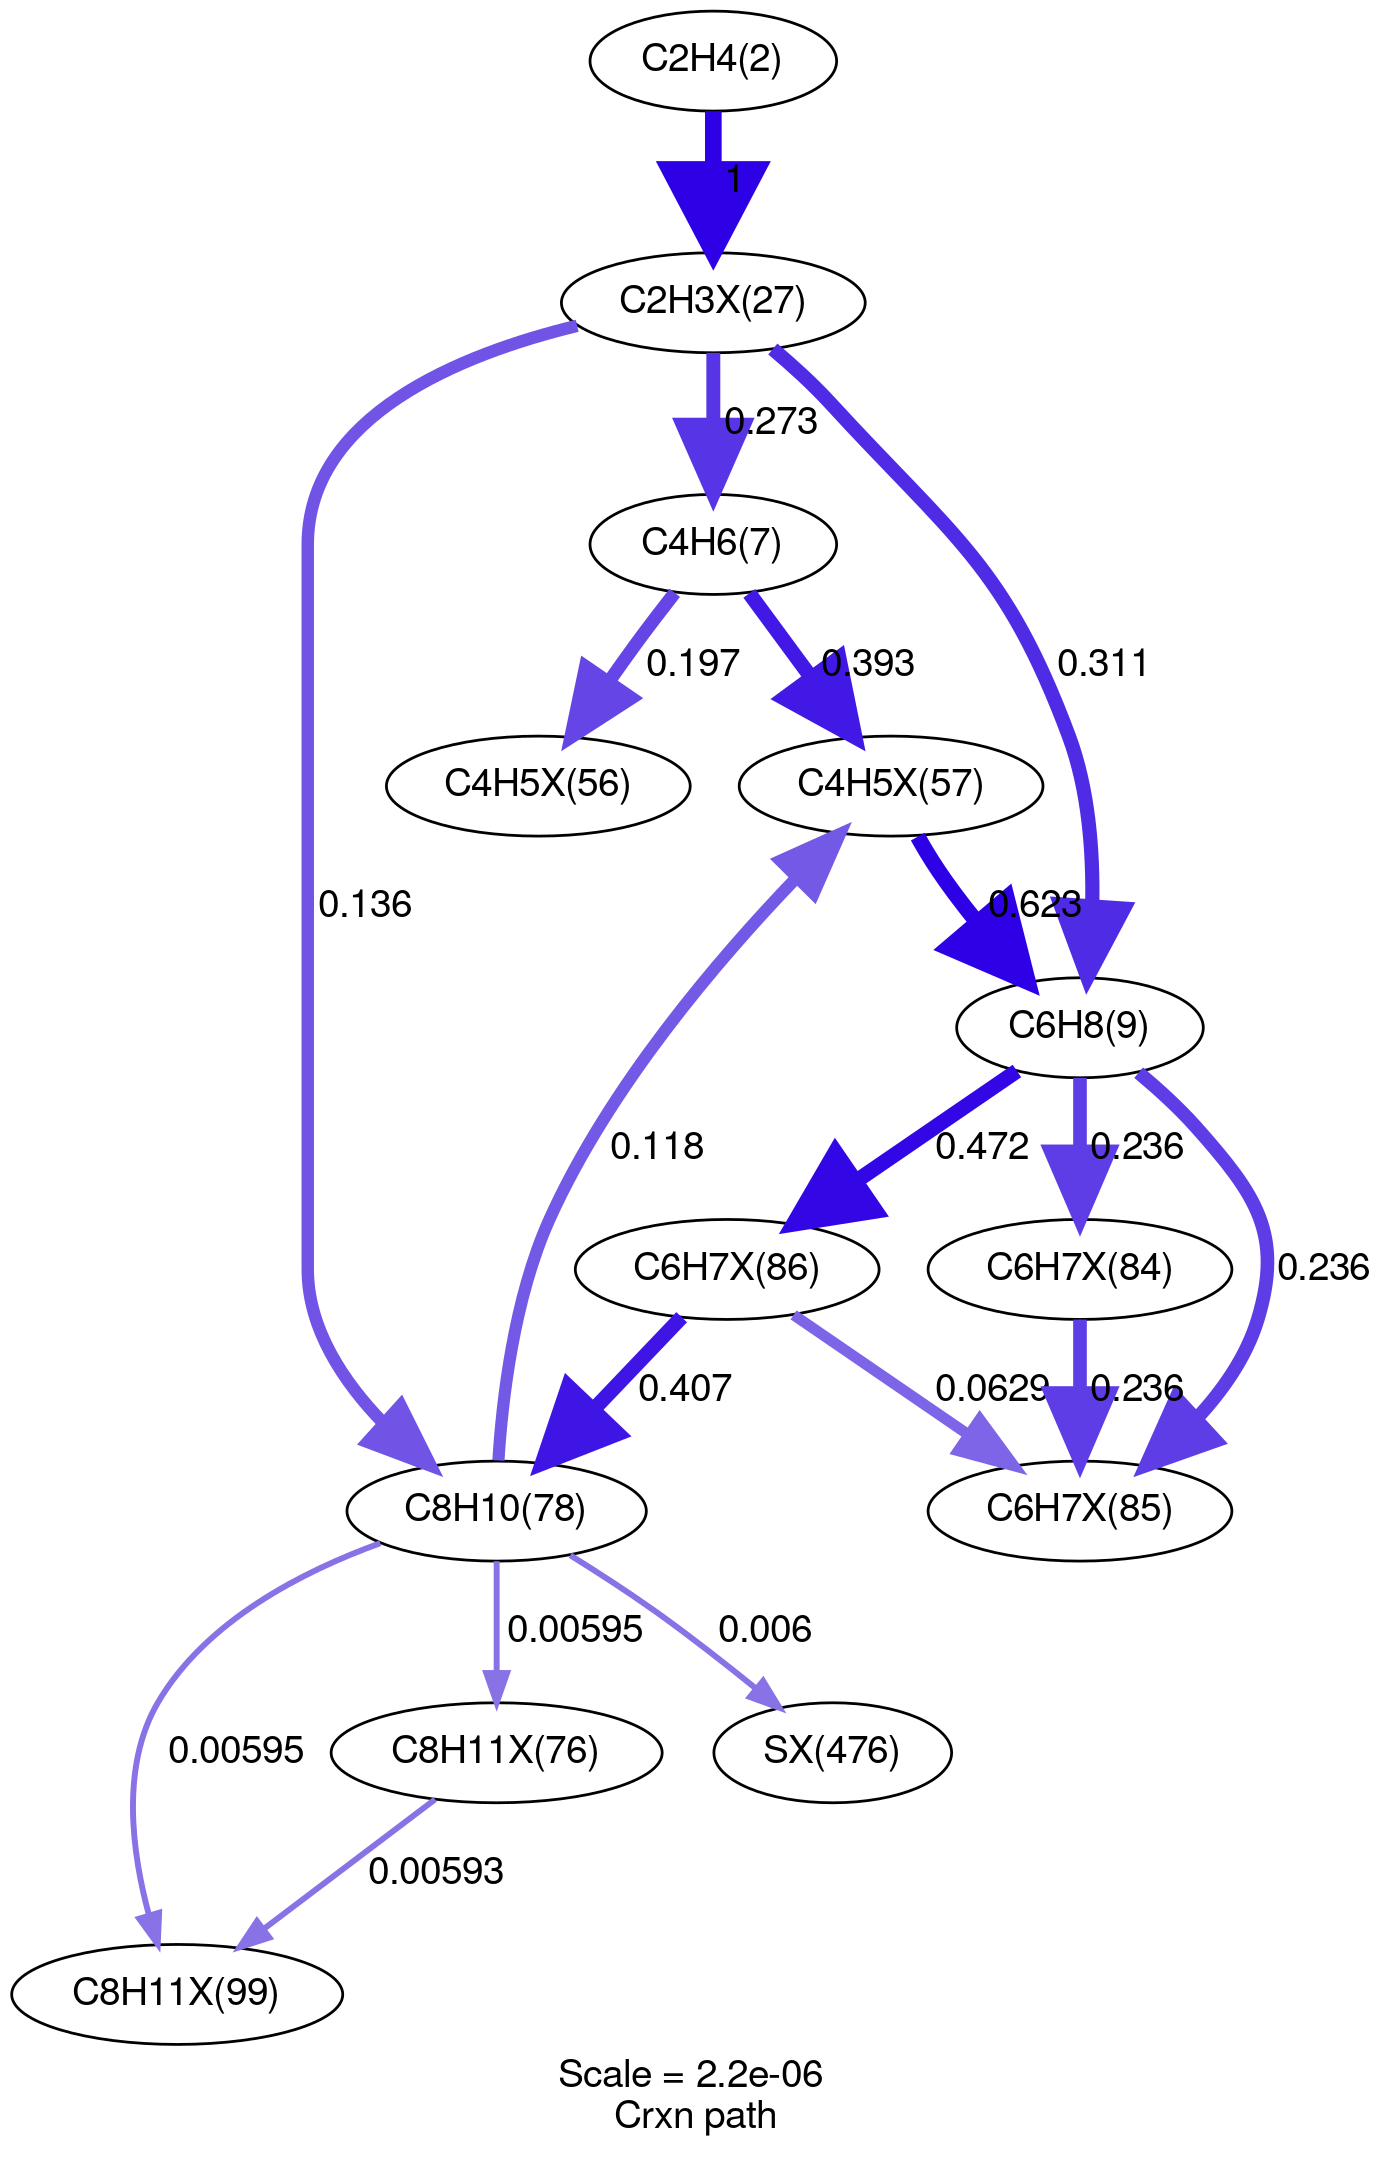 C2H4(2)
1
C2H3X(27)
0.273
C4H6(7)
0.197
0.393
0.311
C4H5X(56)
C4H5X(57)
0.136
0.623
C6H8(9)
0.118
0.472
0.236
C6H7X(86)
C6H7X(84)
0.236
0.407
0.0629
0.236
C8H10(78)
C6H7X(85)
0.00595
0.006
0.00595
C8H11X(76)
SX(476)
0.00593
C8H11X(99)
Scale = 2.2e-06
Crxn path